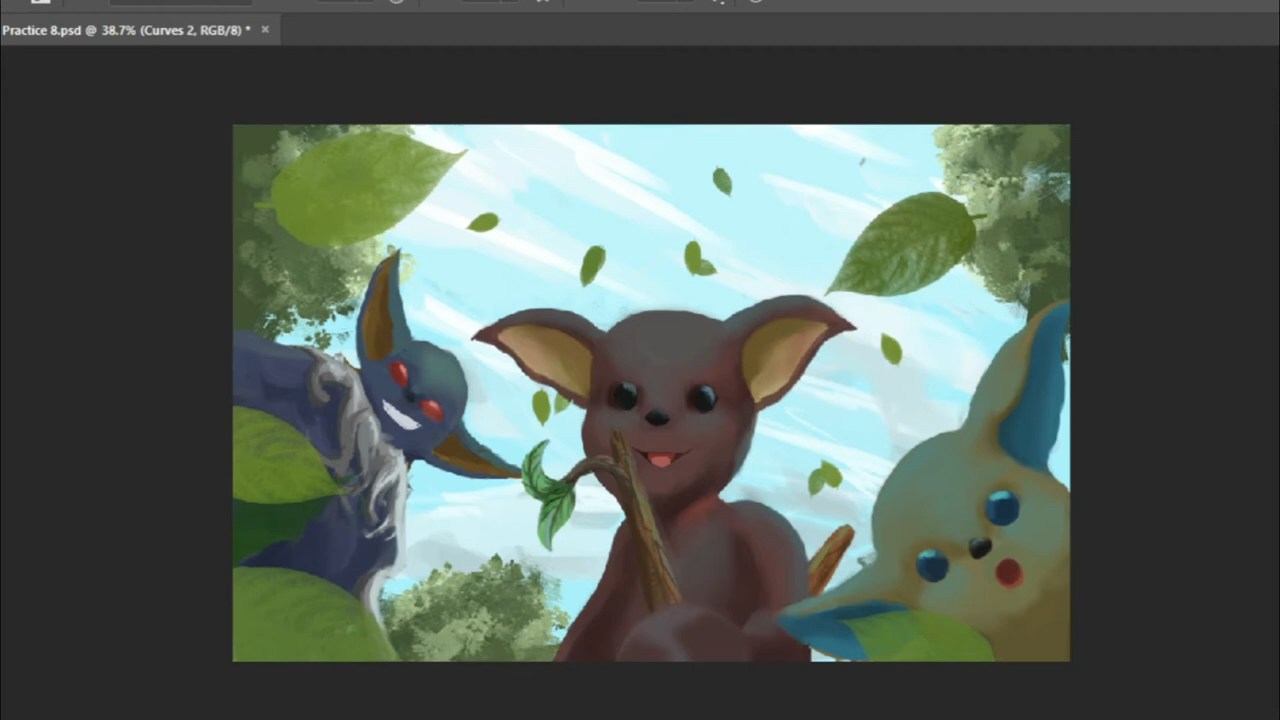 Practice 8.psd @ 38.7% (Curves 2, RGB/8) *